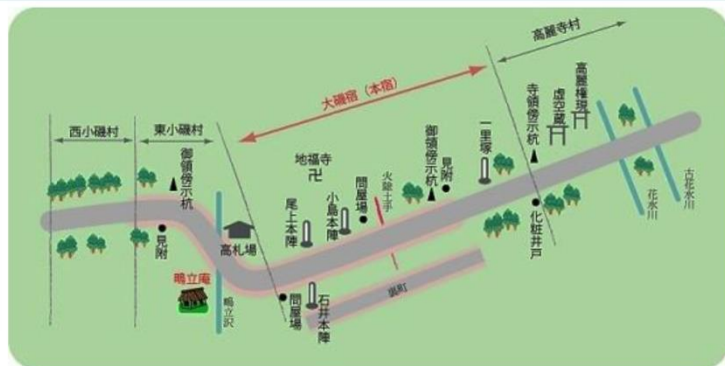 高麗寺村
大磯宿（本宿）
西小磯村
東小磯村
御領傍示杭
見附
鴫立庵
鴫立沢
高札場
地福寺
卍
尾上本陣
小島本陣
問屋場
火除土手
御領傍示杭
見附
一里塚
寺領傍示杭
虚空蔵
高麗権現
化粧井戸
花水川
古花水川
問屋場
石井本陣
裏町